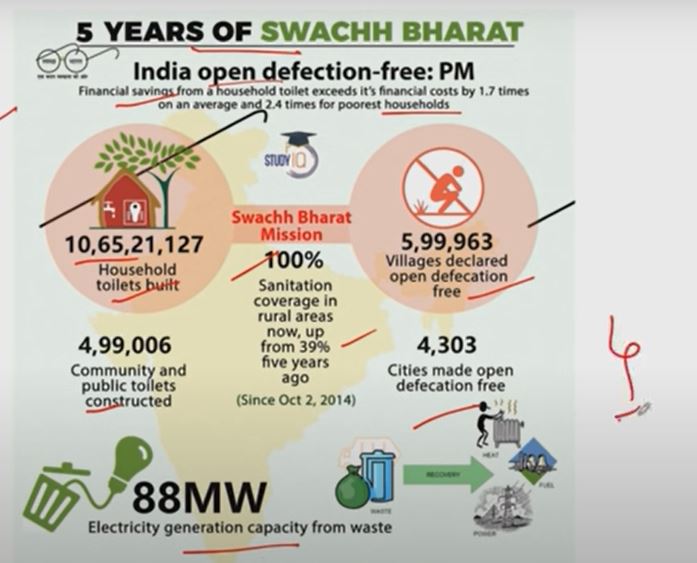 5 YEARS OF SWACHH BHARAT
India open defection-free: PM
Financial savings from a household toilet exceeds it's financial costs by 1.7 times
on an average and 2.4 times for poorest households
STUDY IQ
10,65,21,127
Household
toilets built
Swachh Bharat
Mission
100%
Sanitation
coverage in
rural areas
now, up
from 39%
five years
ago
(Since Oct 2, 2014)
5,99,963
Villages declared
open defecation
free
4,99,006
Community and
public toilets
constructed
4,303
Cities made open
defecation free
88MW
Electricity generation capacity from waste
WASTE
RECOVERY
HEAT
FUEL
POWER